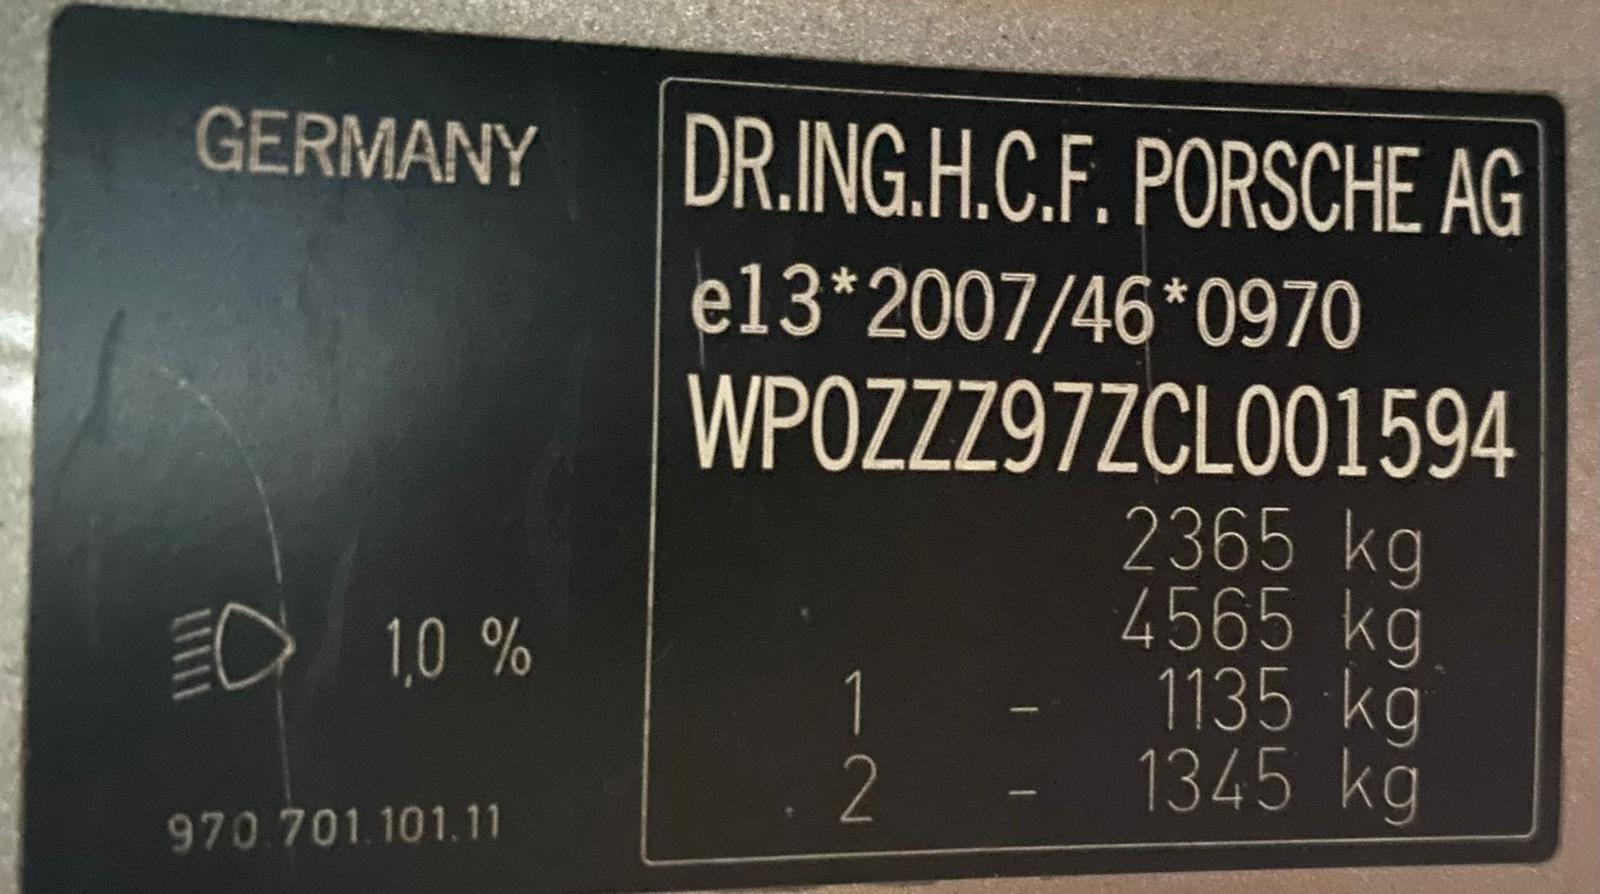 GERMANY
1,0 %
970.701.101.11
DR.ING.H.C.F. PORSCHE AG
e13*2007/46*0970
WP0ZZZ97ZCL001594
2365 kg
4565 kg
1 - 1135 kg
2 - 1345 kg